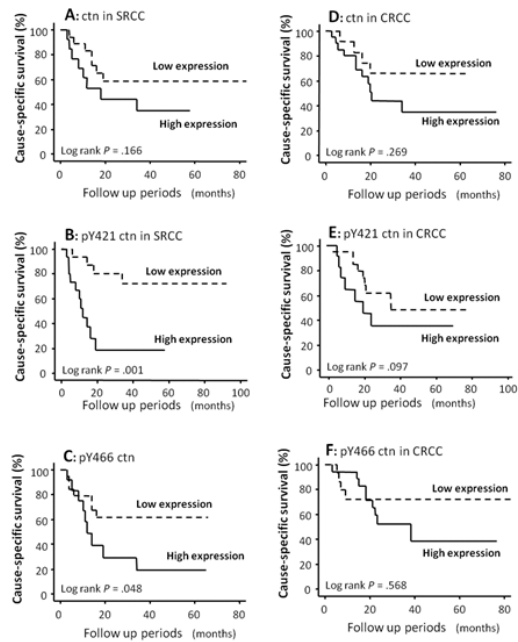 A: ctn in SRCC
Cause-specific survival (%)
100
80
60
40
20
0
Low expression
High expression
Log rank P = .166
0 20 40 60 80
Follow up periods (months)
D: ctn in CRCC
Cause-specific survival (%)
100
80
60
40
20
0
Low expression
High expression
Log rank P = .269
0 20 40 60 80
Follow up periods (months)
B: pY421 ctn in SRCC
Cause-specific survival (%)
100
80
60
40
20
0
Low expression
High expression
Log rank P = .001
0 20 40 60 80 100
Follow up periods (months)
E: pY421 ctn in CRCC
Cause-specific survival (%)
100
80
60
40
20
0
Low expression
High expression
Log rank P = .097
0 20 40 60 80 100
Follow up periods (months)
C: pY466 ctn
Cause-specific survival (%)
100
80
60
40
20
0
Low expression
High expression
Log rank P = .048
0 20 40 60 80
Follow up periods (months)
F: pY466 ctn in CRCC
Cause-specific survival (%)
100
80
60
40
20
0
Low expression
High expression
Log rank P = .568
0 20 40 60 80
Follow up periods (months)